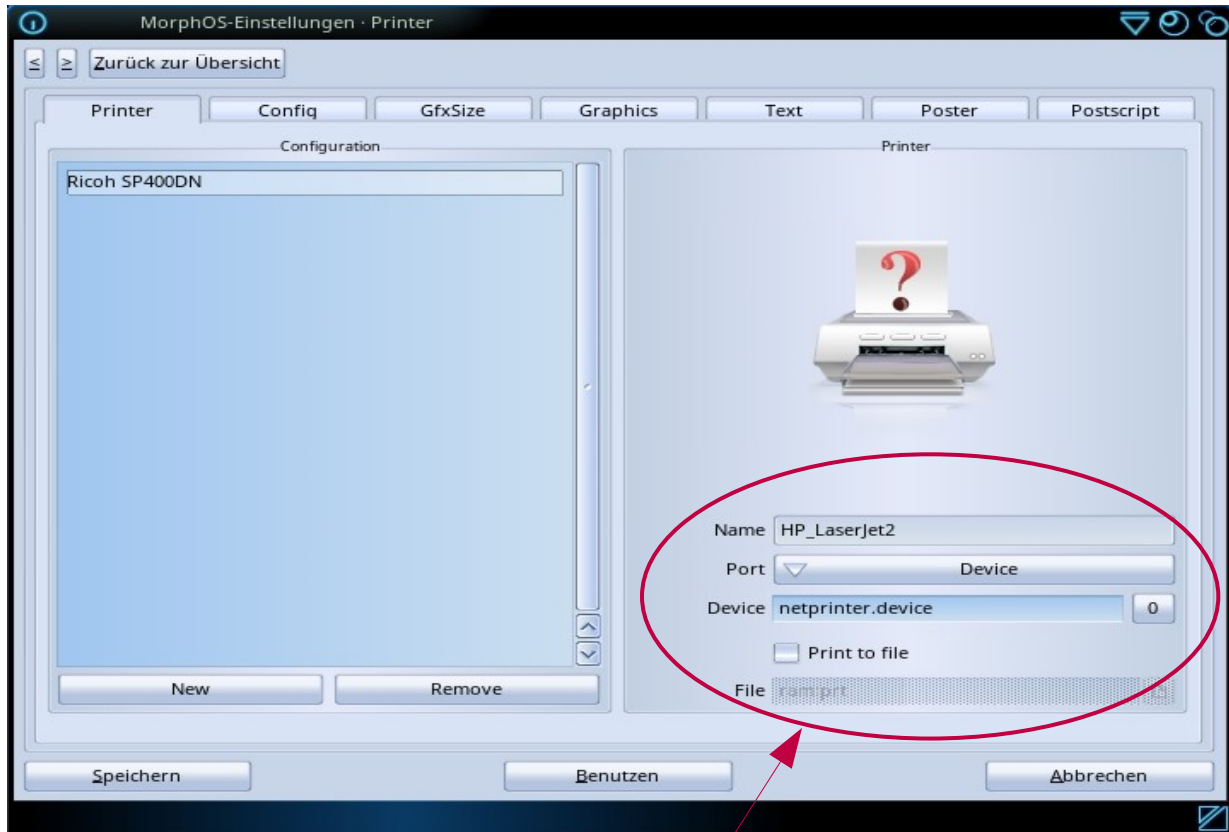 MorphOS-Einstellungen · Printer
≤ ≥ Zurück zur Übersicht
Printer Config GfxSize Graphics Text Poster Postscript
Configuration
Ricoh SP400DN
New Remove
Printer
?
Name HP_LaserJet2
Port Device
Device netprinter.device 0
Print to file
File ram:prt
Speichern Benutzen Abbrechen